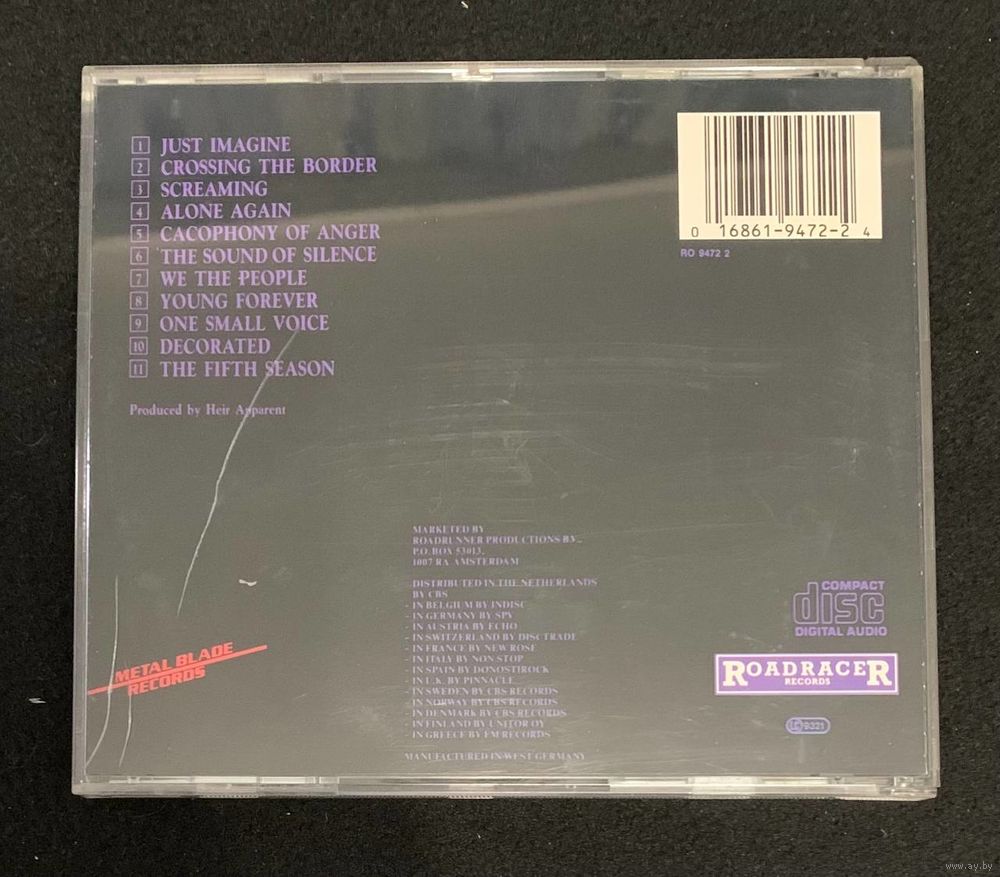 1 JUST IMAGINE
2 CROSSING THE BORDER
3 SCREAMING
4 ALONE AGAIN
5 CACOPHONY OF ANGER
6 THE SOUND OF SILENCE
7 WE THE PEOPLE
8 YOUNG FOREVER
9 ONE SMALL VOICE
10 DECORATED
11 THE FIFTH SEASON
Produced by Heir Apparent
0 16861-9472-2 4
RO 9472 2
MARKETED BY
ROADRUNNER PRODUCTIONS B.V.,
P.O. BOX 53013,
1007 RA AMSTERDAM
DISTRIBUTED IN THE NETHERLANDS
BY CBS
- IN BELGIUM BY INDISC
- IN GERMANY BY SPV
- IN AUSTRIA BY ECHO
- IN SWITZERLAND BY DISCTRADE
- IN FRANCE BY NEW ROSE
- IN ITALY BY NON STOP
- IN SPAIN BY DONOSTIROCK
- IN U.K. BY PINNACLE
- IN SWEDEN BY CBS RECORDS
- IN NORWAY BY CBS RECORDS
- IN DENMARK BY CBS RECORDS
- IN FINLAND BY UNITOR OY
- IN GREECE BY FM RECORDS
MANUFACTURED IN WEST GERMANY
METAL BLADE
RECORDS
COMPACT
disc
DIGITAL AUDIO
ROADRACER
RECORDS
LC 9321
www.ay.by